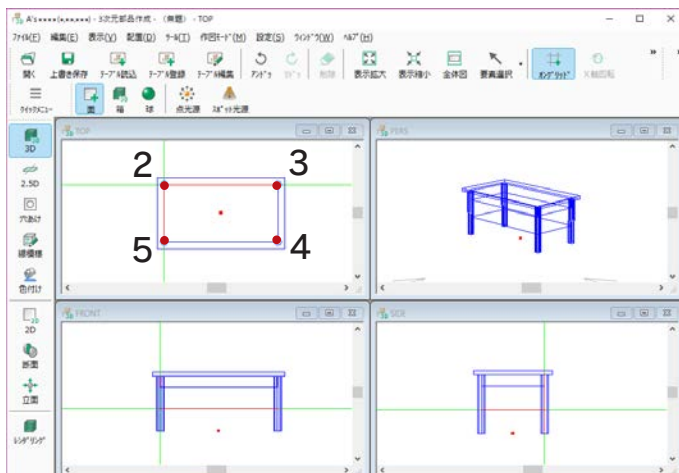 A's××××(×,××,×××) - 3次元部品作成 - (無題) - TOP
ファイル(F) 編集(E) 表示(V) 配置(D) ツール(T) 作図モード(M) 設定(S) ウィンドウ(W) ヘルプ(H)
開く 上書き保存 テーブル読込 テーブル登録 テーブル編集 アンドゥ リドゥ 削除 表示拡大 表示縮小 全体図 要素選択 オングリッド X軸回転
クイックメニュー 面 箱 球 点光源 スポット光源
3D
2.5D
穴あけ
線模様
色付け
2D
断面
立面
レンダリング
TOP
2 3
5 4
PERS
FRONT
SIDE